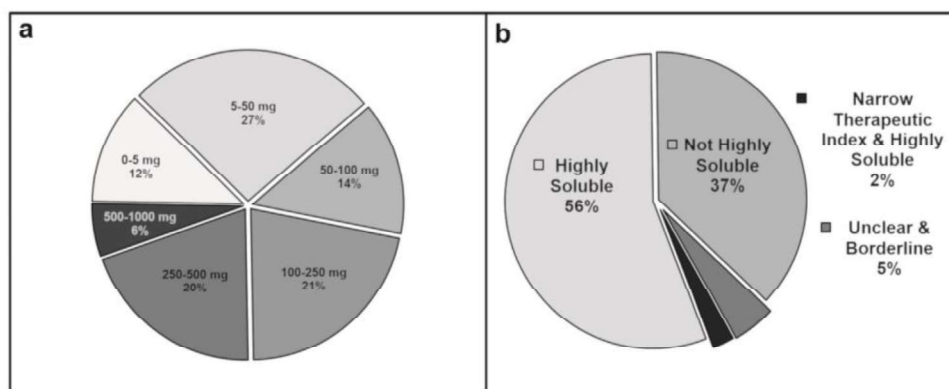 a
5-50 mg
27%
50-100 mg
14%
100-250 mg
21%
250-500 mg
20%
500-1000 mg
6%
0-5 mg
12%
b
Not Highly
Soluble
37%
Highly
Soluble
56%
Narrow
Therapeutic
Index & Highly
Soluble
2%
Unclear &
Borderline
5%